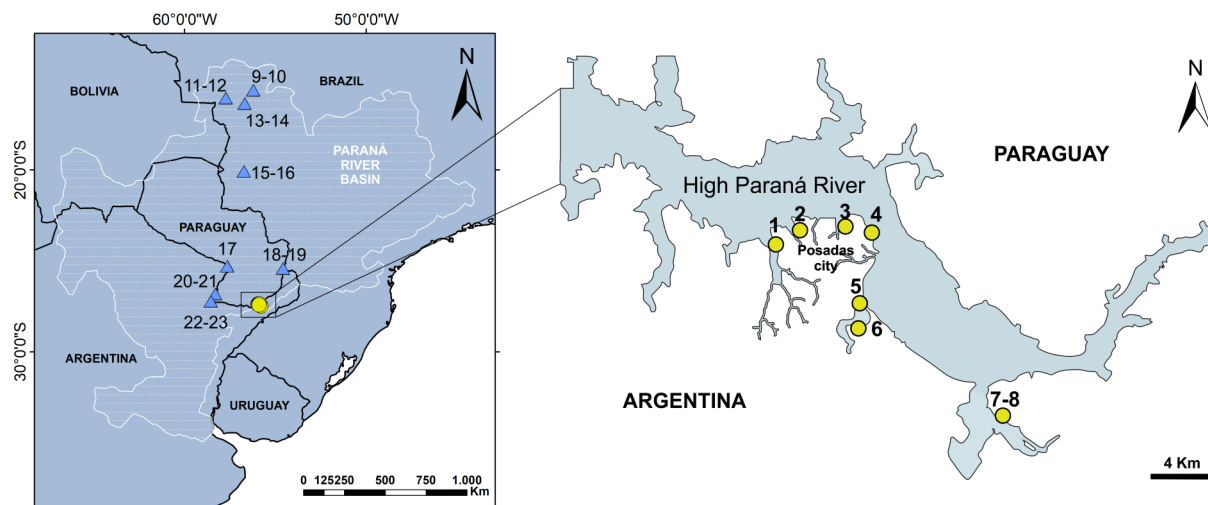 60°0'0"W
50°0'0"W
N
BOLIVIA
BRAZIL
9-10
11-12
13-14
PARANÁ
RIVER
BASIN
20°0'0"S
15-16
PARAGUAY
17
18-19
20-21
22-23
30°0'0"S
ARGENTINA
URUGUAY
0 125250 500 750 1.000
Km
N
PARAGUAY
High Paraná River
1
2
3
4
Posadas
city
5
6
ARGENTINA
7-8
4 Km